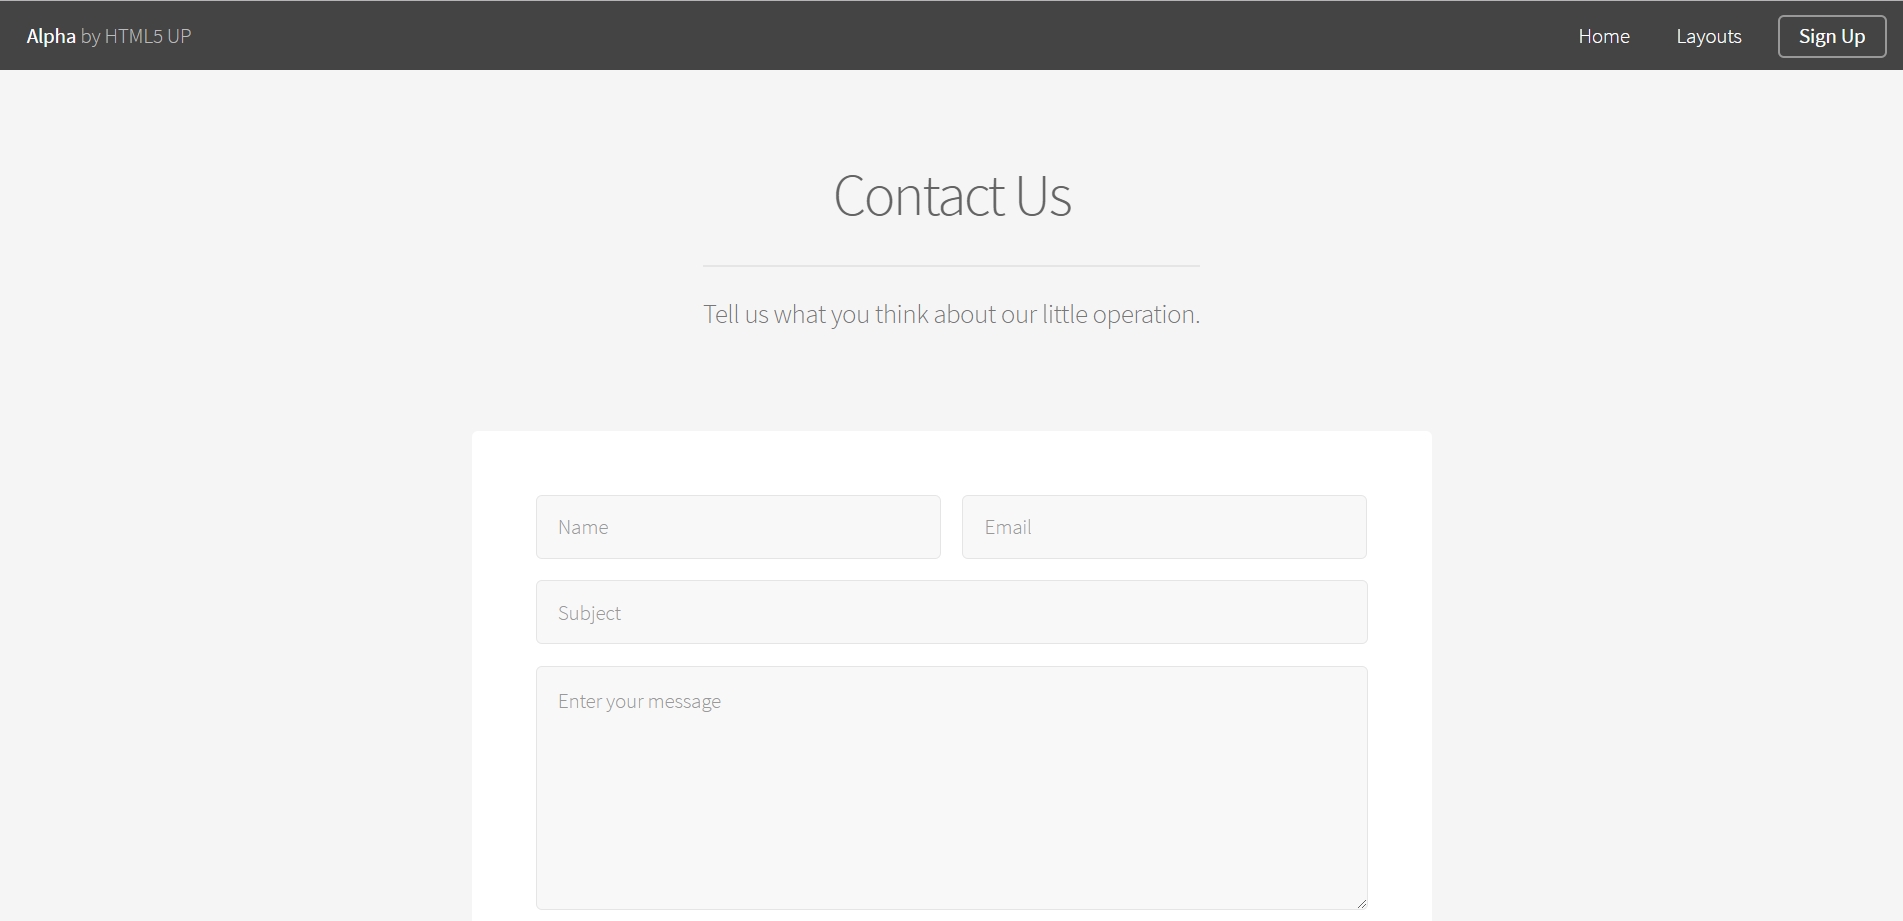 Alpha by HTML5 UP
Home Layouts Sign Up
Contact Us
Tell us what you think about our little operation.
Name Email
Subject
Enter your message